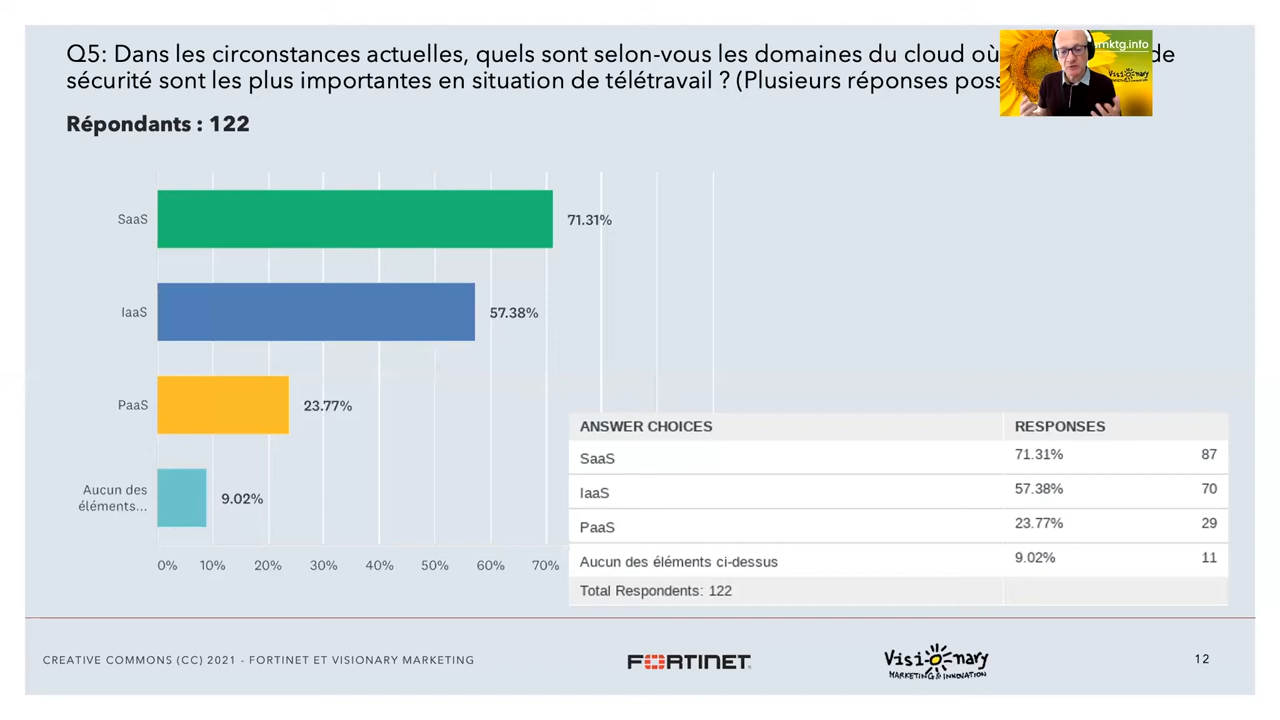 Q5: Dans les circonstances actuelles, quels sont selon-vous les domaines du cloud où de
sécurité sont les plus importantes en situation de télétravail ? (Plusieurs réponses
mktg.info
Visionary
Répondants : 122
SaaS
71.31%
IaaS
57.38%
PaaS
23.77%
Aucun des
éléments...
9.02%
0% 10% 20% 30% 40% 50% 60% 70%
ANSWER CHOICES RESPONSES
SaaS 71.31% 87
IaaS 57.38% 70
PaaS 23.77% 29
Aucun des éléments ci-dessus 9.02% 11
Total Respondents: 122
CREATIVE COMMONS (CC) 2021 - FORTINET ET VISIONARY MARKETING
FORTINET
Visionary
MARKETING & INNOVATION
12